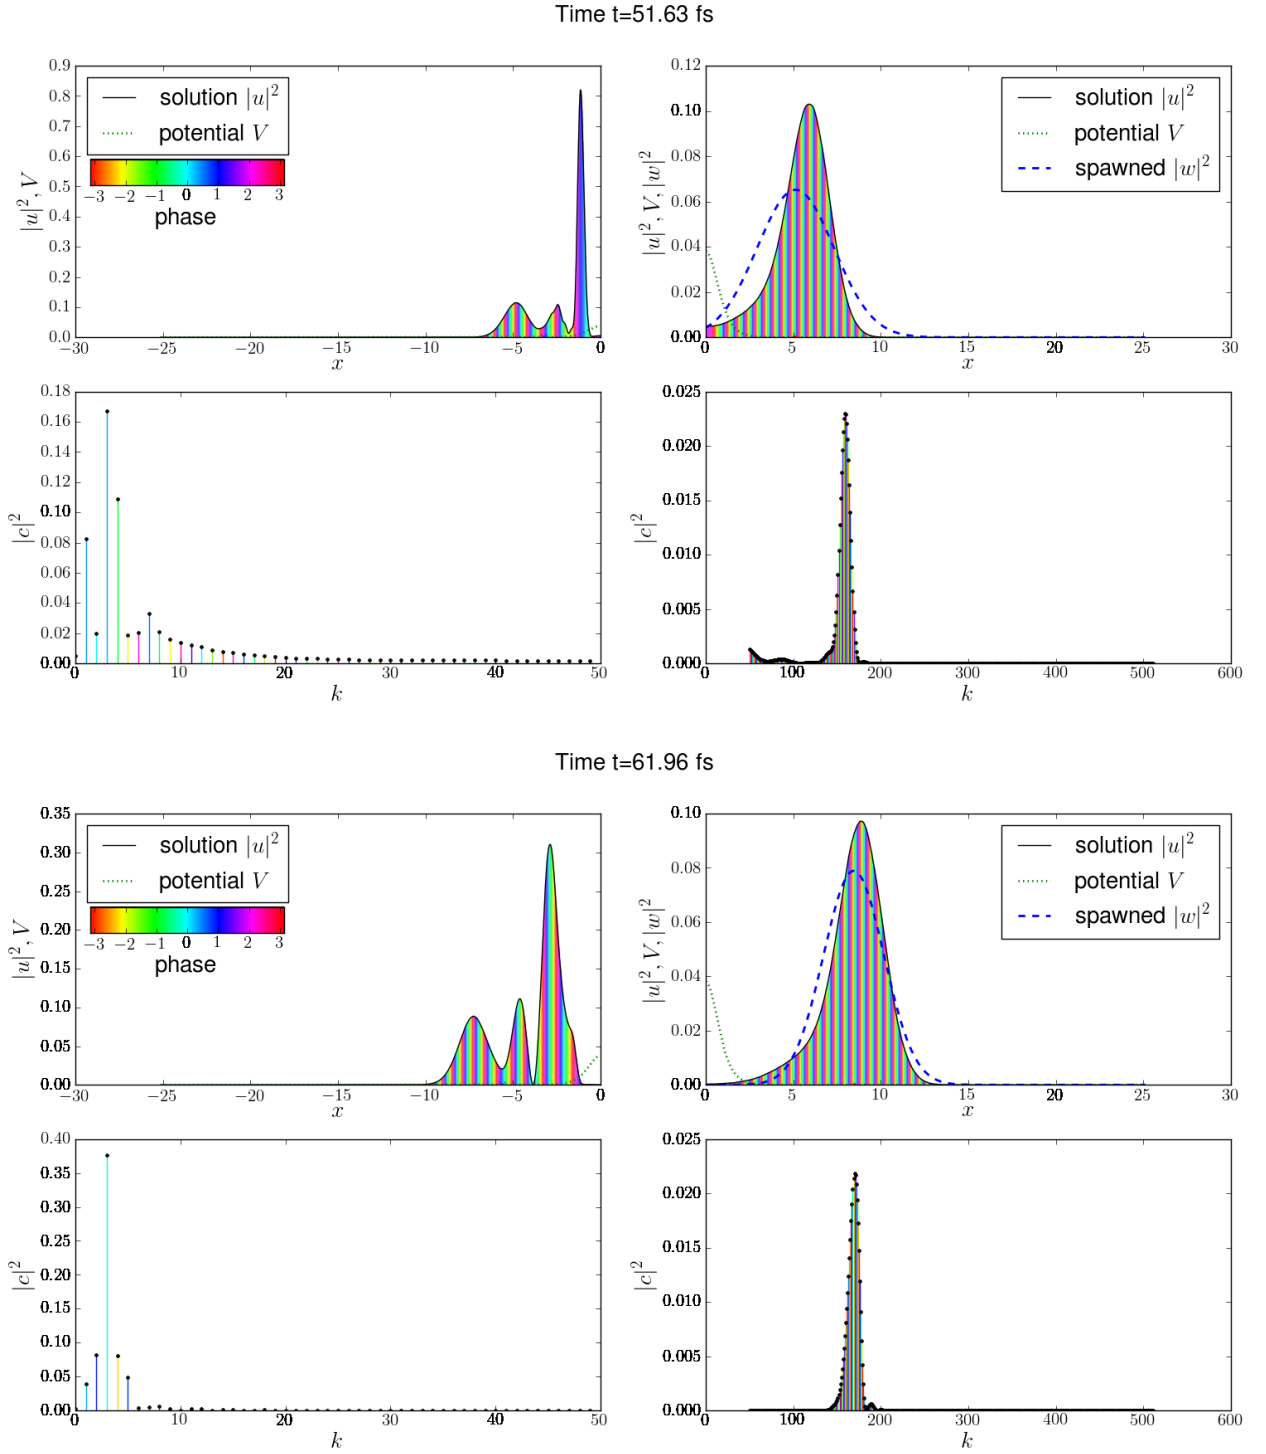 Time t=51.63 fs
0.9
0.8
0.7
0.6
0.5
0.4
0.3
0.2
0.1
0.0
|u|², V
solution |u|²
potential V
−3 −2 −1 0 1 2 3
phase
−30 −25 −20 −15 −10 −5 0
x
0.12
0.10
0.08
0.06
0.04
0.02
0.00
|u|², V, |w|²
solution |u|²
potential V
spawned |w|²
0 5 10 15 20 25 30
x
0.18
0.16
0.14
0.12
0.10
0.08
0.06
0.04
0.02
0.00
|c|²
0 10 20 30 40 50
k
0.025
0.020
0.015
0.010
0.005
0.000
|c|²
0 100 200 300 400 500 600
k
Time t=61.96 fs
0.35
0.30
0.25
0.20
0.15
0.10
0.05
0.00
|u|², V
solution |u|²
potential V
−3 −2 −1 0 1 2 3
phase
−30 −25 −20 −15 −10 −5 0
x
0.10
0.08
0.06
0.04
0.02
0.00
|u|², V, |w|²
solution |u|²
potential V
spawned |w|²
0 5 10 15 20 25 30
x
0.40
0.35
0.30
0.25
0.20
0.15
0.10
0.05
0.00
|c|²
0 10 20 30 40 50
k
0.025
0.020
0.015
0.010
0.005
0.000
|c|²
0 100 200 300 400 500 600
k